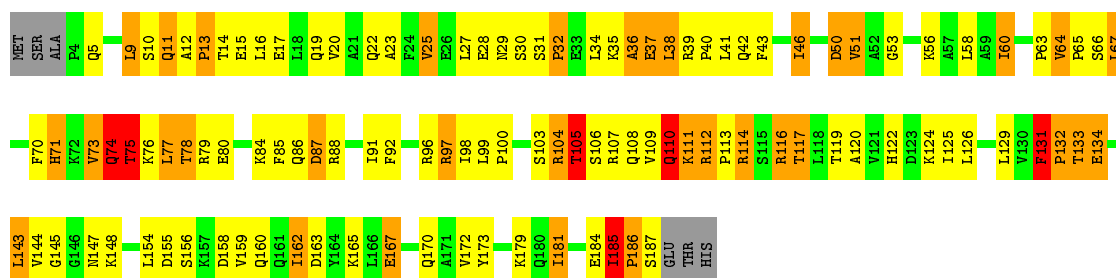 MET SER ALA P4 Q5 L9 S10 Q11 A12 P13 T14 E15 L16 E17 L18 Q19 V20 A21 Q22 A23 F24 V25 E26 L27 E28 N29 S30 S31 P32 E33 L34 K35 A36 E37 L38 R39 P40 L41 Q42 F43 I46 D50 V51 A52 G53 K56 A57 L58 A59 I60 P63 V64 P65 S66 L67
F70 H71 K72 V73 Q74 T75 K76 L77 T78 R79 E80 K84 F85 Q86 D87 R88 I91 F92 R96 R97 I98 L99 P100 S103 R104 T105 S106 R107 Q108 V109 Q110 K111 R112 P113 R114 S115 R116 T117 L118 T119 A120 V121 H122 D123 K124 I125 L126 L129 V130 F131 P132 T133 E134
L143 V144 G145 G146 N147 K148 L154 D155 S156 K157 D158 V159 Q160 Q161 I162 D163 Y164 K165 L166 E167 Q170 A171 V172 Y173 K179 Q180 I181 E184 I185 P186 S187 GLU THR HIS